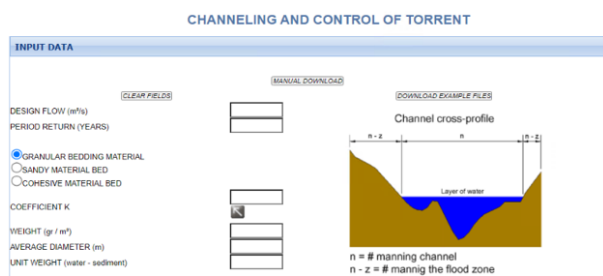 CHANNELING AND CONTROL OF TORRENT
INPUT DATA
MANUAL DOWNLOAD
CLEAR FIELDS
DOWNLOAD EXAMPLE FILES
DESIGN FLOW (m³/s)
PERIOD RETURN (YEARS)
Channel cross-profile
n - z
n
n - z
GRANULAR BEDDING MATERIAL
SANDY MATERIAL BED
COHESIVE MATERIAL BED
Layer of water
COEFFICIENT K
K
WEIGHT (gr / m³)
AVERAGE DIAMETER (m)
UNIT WEIGHT (water - sediment)
n = # manning channel
n - z = # mannig the flood zone